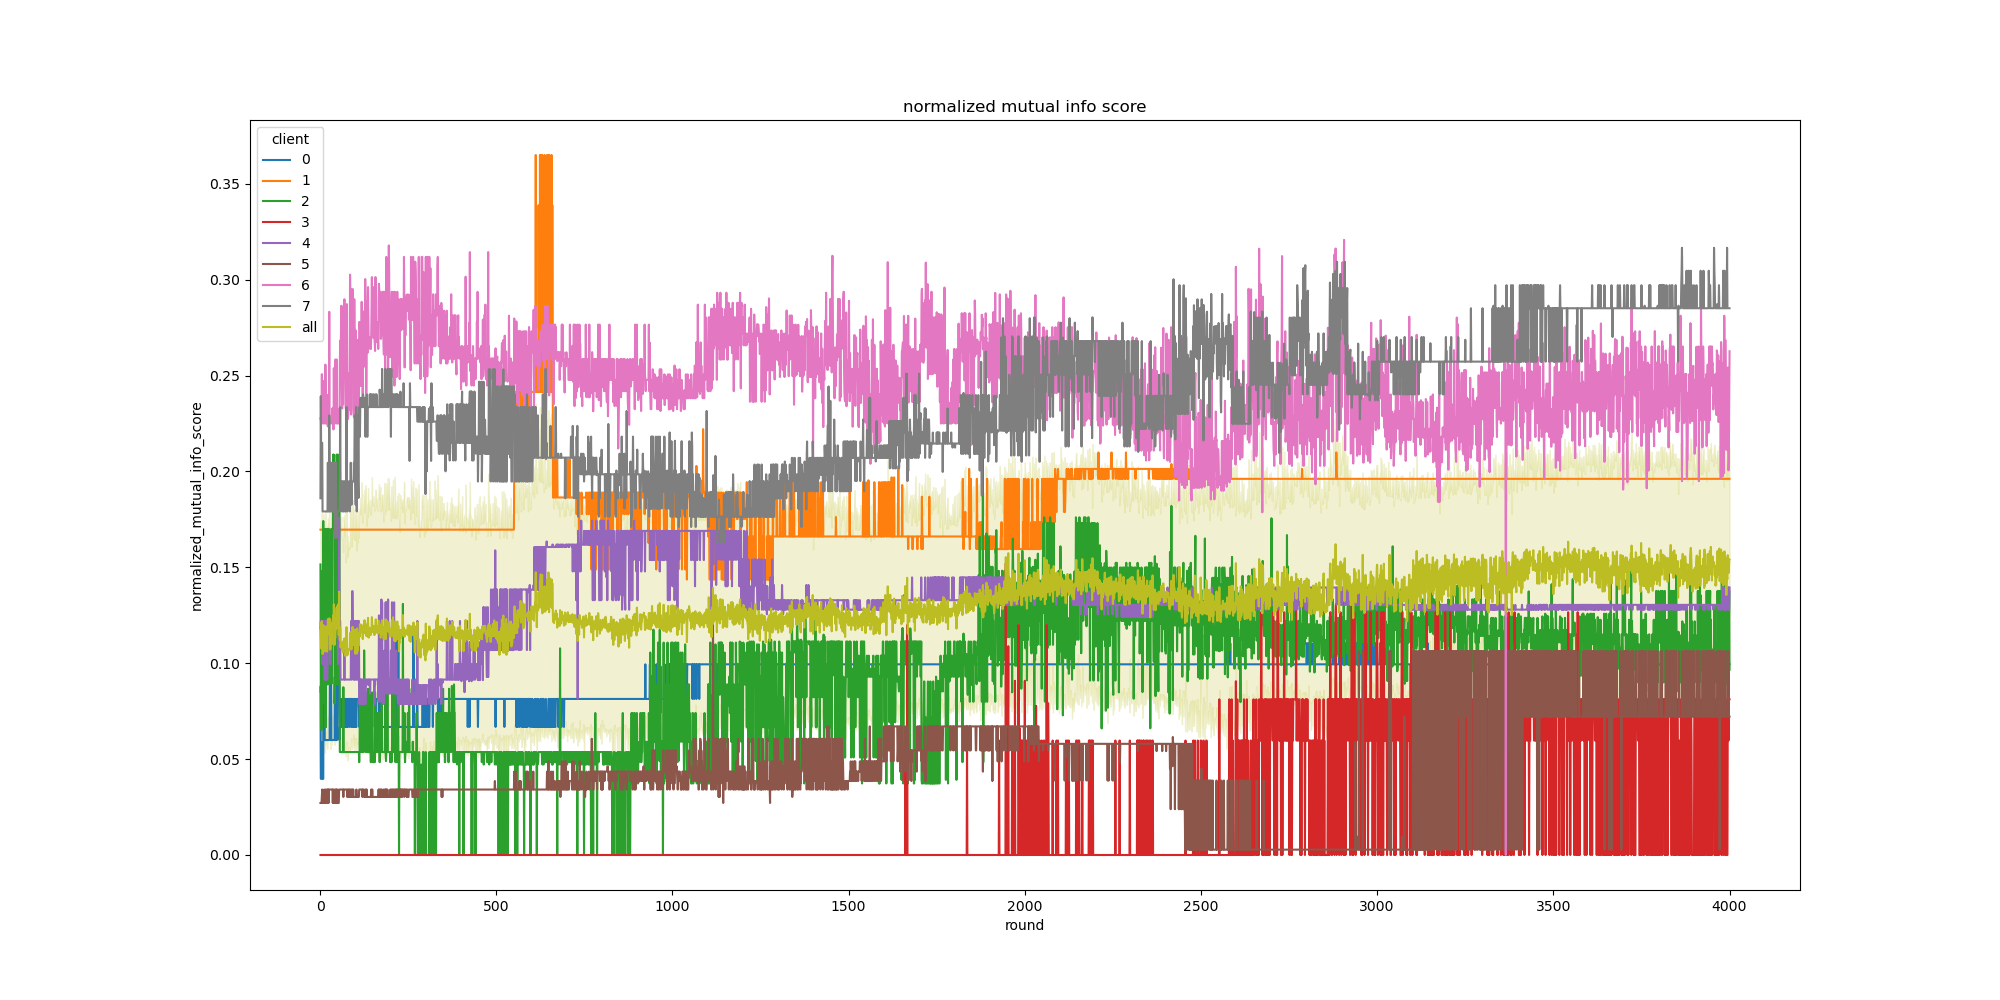 normalized mutual info score
client
0
1
2
3
4
5
6
7
all
normalized_mutual_info_score
0.35
0.30
0.25
0.20
0.15
0.10
0.05
0.00
0 500 1000 1500 2000 2500 3000 3500 4000
round